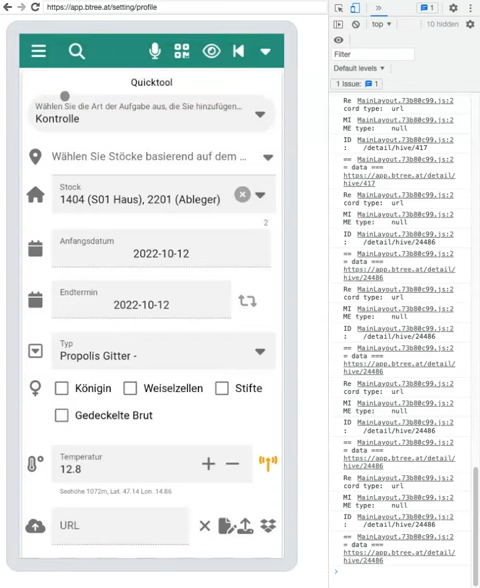 https://app.btree.at/setting/profile
1
top
10 hidden
Filter
Default levels
1 Issue: 1
Quicktool
Wählen Sie die Art der Aufgabe aus, die Sie hinzufügen...
Kontrolle
Wählen Sie Stöcke basierend auf dem ...
Stock
1404 (S01 Haus), 2201 (Ableger)
2
Anfangsdatum
2022-10-12
Endtermin
2022-10-12
Typ
Propolis Gitter -
Königin
Weiselzellen
Stifte
Gedeckelte Brut
Temperatur
12.8
Seehöhe 1072m, Lat. 47.14 Lon. 14.86
URL
Re MainLayout.73b80c99.js:2
cord type: url
MI MainLayout.73b80c99.js:2
ME type: null
ID MainLayout.73b80c99.js:2
: /detail/hive/417
== MainLayout.73b80c99.js:2
= data ===
https://app.btree.at/detail/
hive/417
Re MainLayout.73b80c99.js:2
cord type: url
MI MainLayout.73b80c99.js:2
ME type: null
ID MainLayout.73b80c99.js:2
: /detail/hive/24486
== MainLayout.73b80c99.js:2
= data ===
https://app.btree.at/detail/
hive/24486
Re MainLayout.73b80c99.js:2
cord type: url
MI MainLayout.73b80c99.js:2
ME type: null
ID MainLayout.73b80c99.js:2
: /detail/hive/24486
== MainLayout.73b80c99.js:2
= data ===
https://app.btree.at/detail/
hive/24486
Re MainLayout.73b80c99.js:2
cord type: url
MI MainLayout.73b80c99.js:2
ME type: null
ID MainLayout.73b80c99.js:2
: /detail/hive/24486
== MainLayout.73b80c99.js:2
= data ===
https://app.btree.at/detail/
hive/24486
Re MainLayout.73b80c99.js:2
cord type: url
MI MainLayout.73b80c99.js:2
ME type: null
ID MainLayout.73b80c99.js:2
: /detail/hive/24486
== MainLayout.73b80c99.js:2
= data ===
https://app.btree.at/detail/
hive/24486